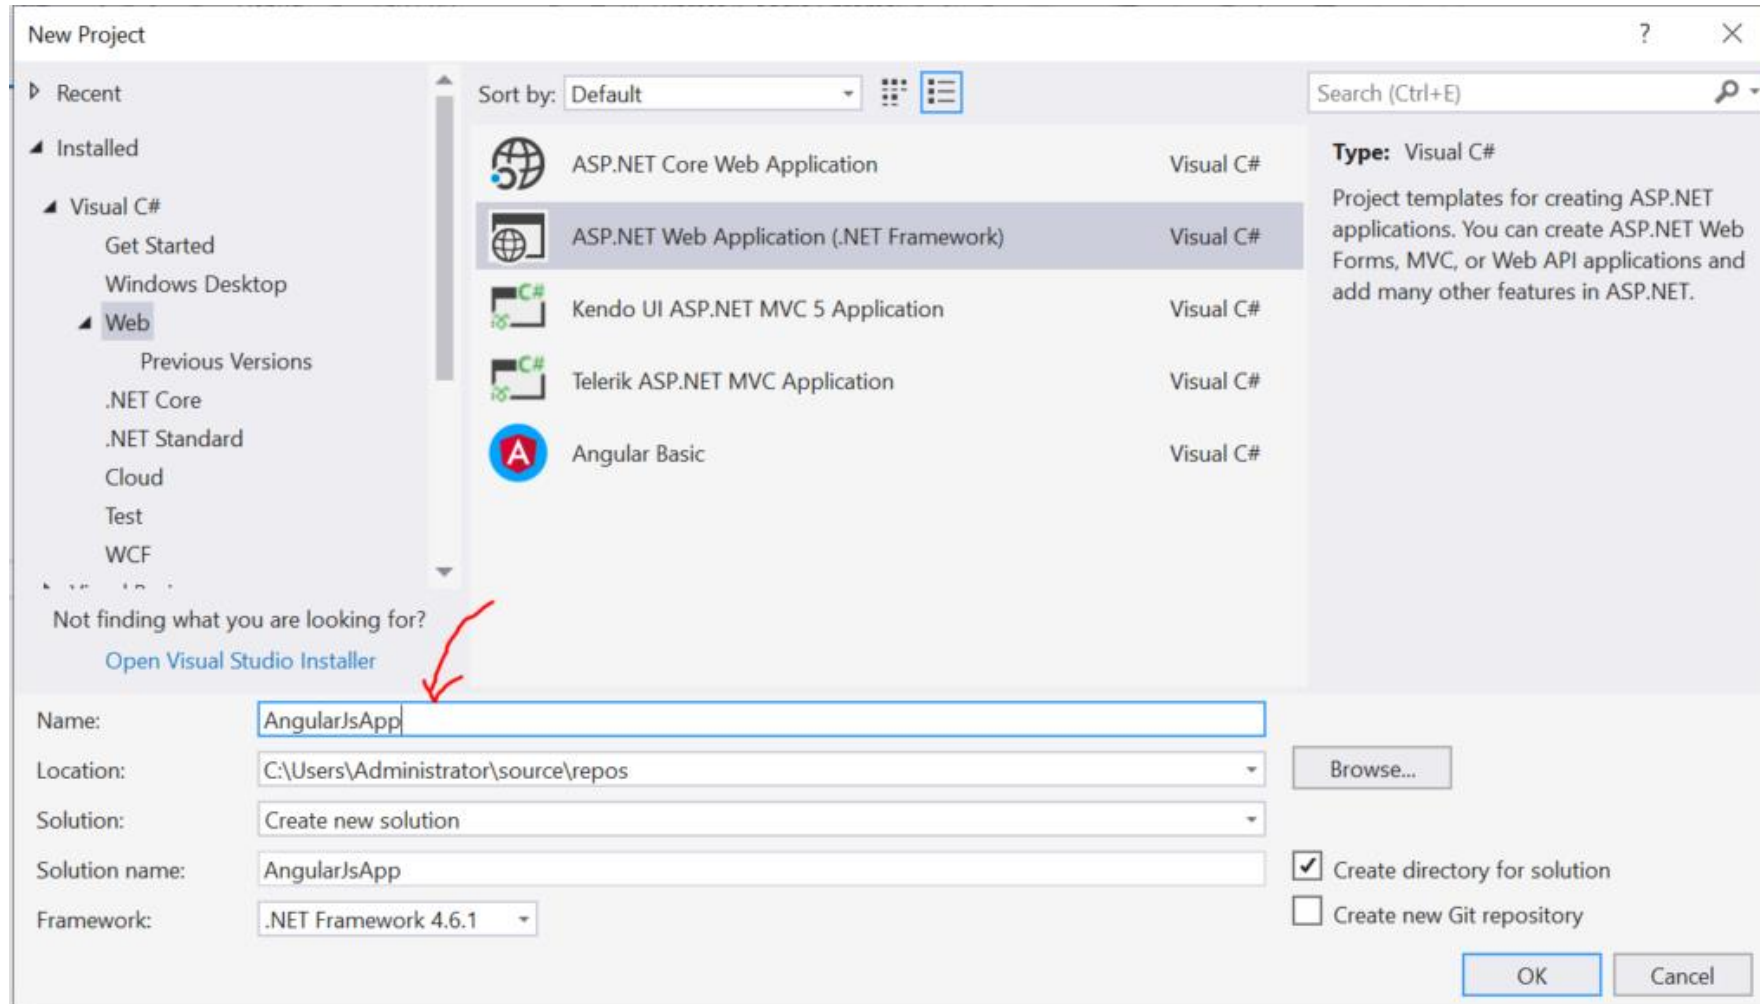 New Project
?
Recent
Installed
Visual C#
Get Started
Windows Desktop
Web
Previous Versions
.NET Core
.NET Standard
Cloud
Test
WCF
Not finding what you are looking for?
Open Visual Studio Installer
Sort by: Default
ASP.NET Core Web Application Visual C#
ASP.NET Web Application (.NET Framework) Visual C#
Kendo UI ASP.NET MVC 5 Application Visual C#
Telerik ASP.NET MVC Application Visual C#
Angular Basic Visual C#
Search (Ctrl+E)
Type: Visual C#
Project templates for creating ASP.NET
applications. You can create ASP.NET Web
Forms, MVC, or Web API applications and
add many other features in ASP.NET.
Name: AngularJsApp
Location: C:\Users\Administrator\source\repos
Browse...
Solution: Create new solution
Solution name: AngularJsApp
Create directory for solution
Framework: .NET Framework 4.6.1
Create new Git repository
OK Cancel